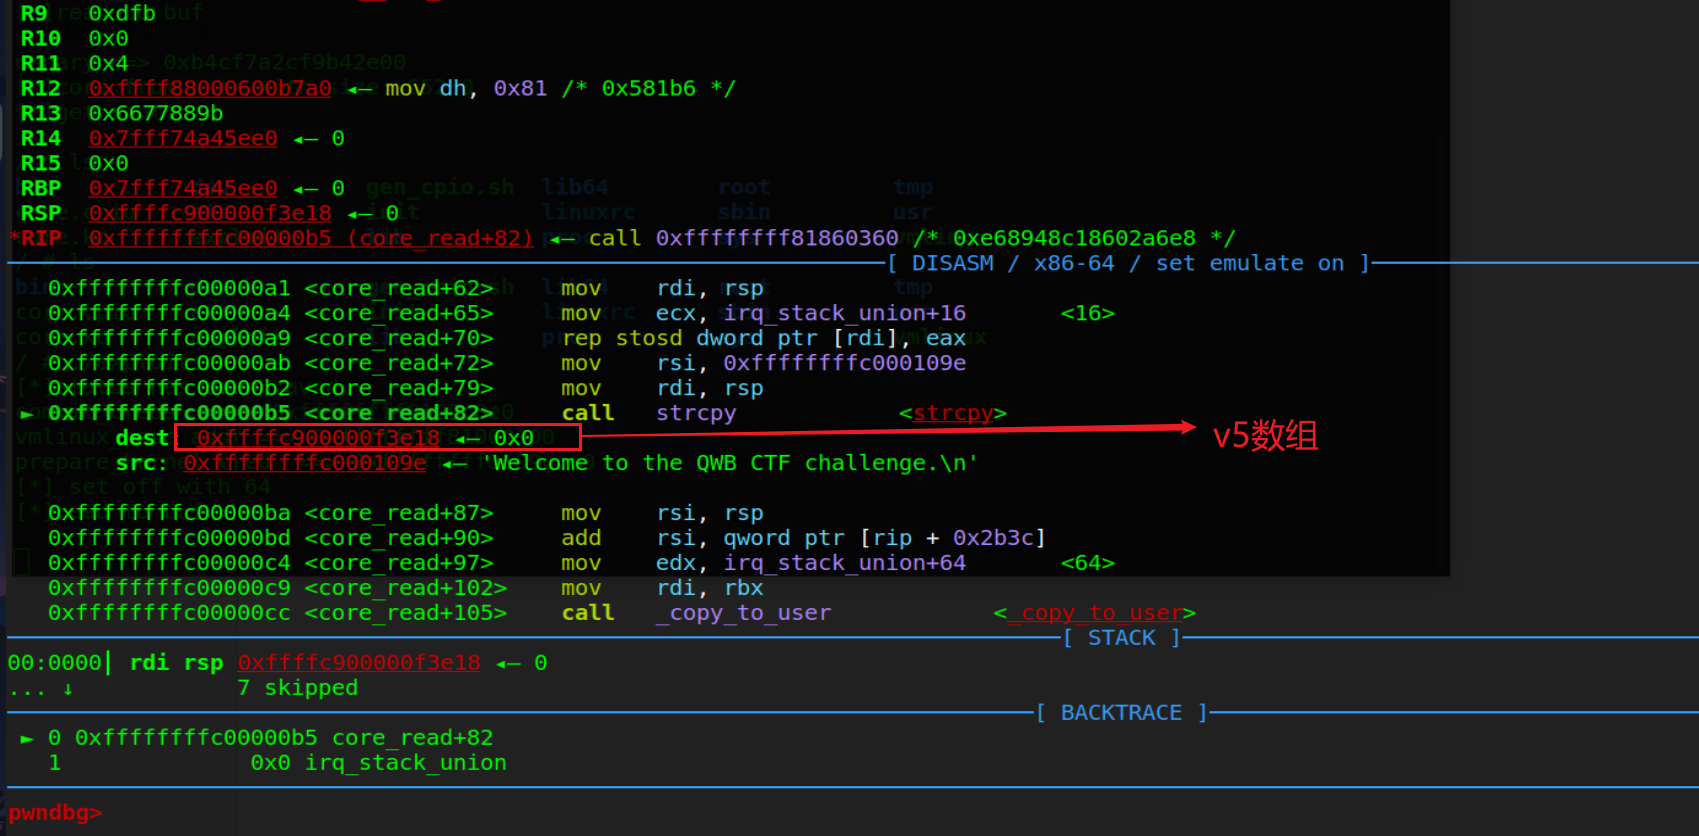 R9 0xdfb
R10 0x0
R11 0x4
R12 0xffff88000600b7a0 ◂— mov dh, 0x81 /* 0x581b6 */
R13 0x6677889b
R14 0x7fff74a45ee0 ◂— 0
R15 0x0
RBP 0x7fff74a45ee0 ◂— 0
RSP 0xffffc900000f3e18 ◂— 0
*RIP 0xffffffffc00000b5 (core_read+82) ◂— call 0xffffffff81860360 /* 0xe68948c18602a6e8 */
[ DISASM / x86-64 / set emulate on ]
0xffffffffc00000a1 <core_read+62> mov rdi, rsp
0xffffffffc00000a4 <core_read+65> mov ecx, irq_stack_union+16 <16>
0xffffffffc00000a9 <core_read+70> rep stosd dword ptr [rdi], eax
0xffffffffc00000ab <core_read+72> mov rsi, 0xffffffffc000109e
0xffffffffc00000b2 <core_read+79> mov rdi, rsp
► 0xffffffffc00000b5 <core_read+82> call strcpy <strcpy>
dest: 0xffffc900000f3e18 ◂— 0x0
v5数组
src: 0xffffffffc000109e ◂— 'Welcome to the QWB CTF challenge.\n'
0xffffffffc00000ba <core_read+87> mov rsi, rsp
0xffffffffc00000bd <core_read+90> add rsi, qword ptr [rip + 0x2b3c]
0xffffffffc00000c4 <core_read+97> mov edx, irq_stack_union+64 <64>
0xffffffffc00000c9 <core_read+102> mov rdi, rbx
0xffffffffc00000cc <core_read+105> call _copy_to_user <_copy_to_user>
[ STACK ]
00:0000│ rdi rsp 0xffffc900000f3e18 ◂— 0
... ↓ 7 skipped
[ BACKTRACE ]
► 0 0xffffffffc00000b5 core_read+82
1 0x0 irq_stack_union
pwndbg>